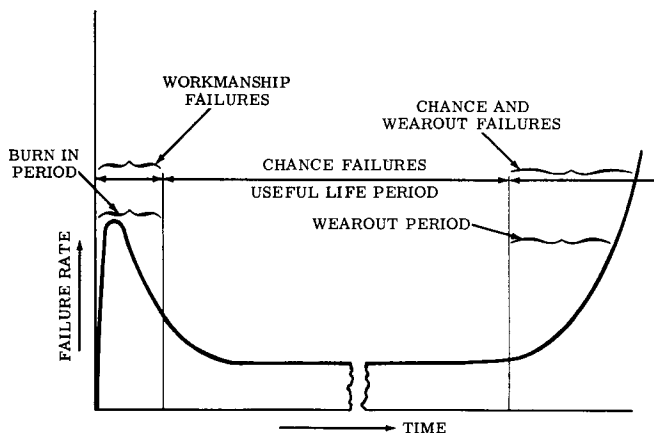 WORKMANSHIP
FAILURES
CHANCE AND
WEAROUT FAILURES
BURN IN
PERIOD
CHANCE FAILURES
USEFUL LIFE PERIOD
WEAROUT PERIOD
FAILURE RATE
TIME